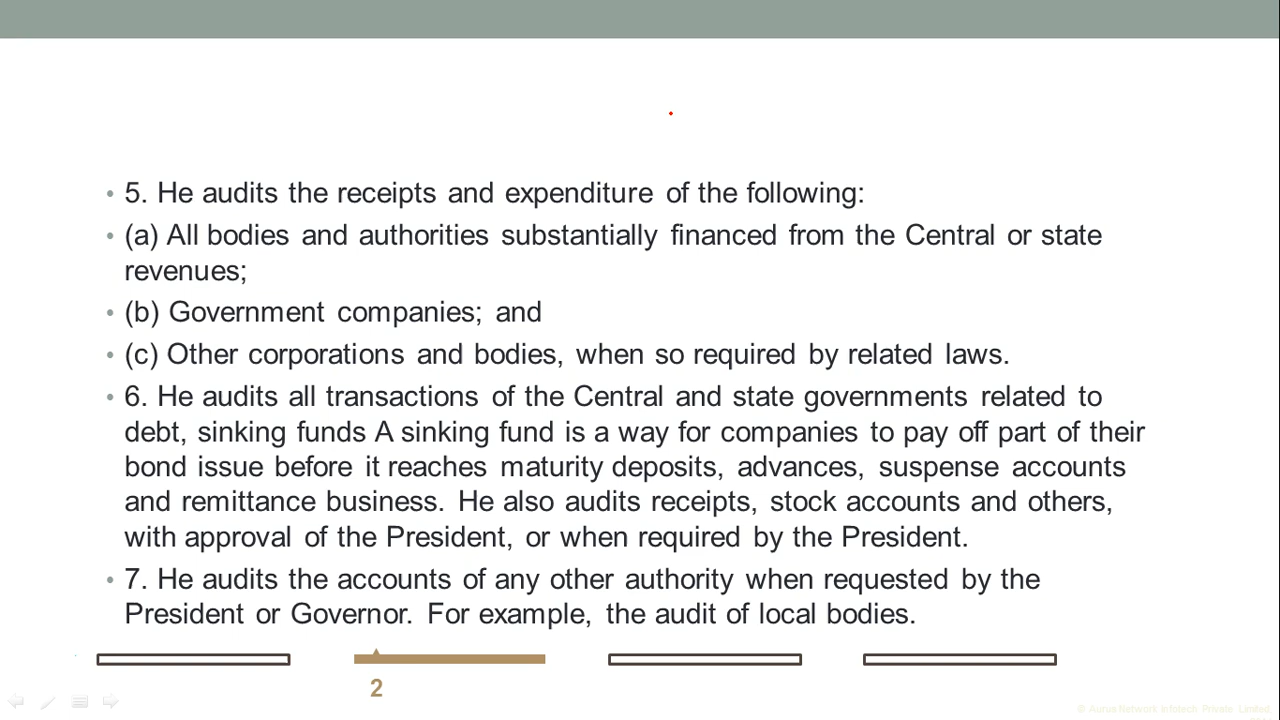 • 5. He audits the receipts and expenditure of the following:
• (a) All bodies and authorities substantially financed from the Central or state
revenues;
• (b) Government companies; and
• (c) Other corporations and bodies, when so required by related laws.
• 6. He audits all transactions of the Central and state governments related to
debt, sinking funds A sinking fund is a way for companies to pay off part of their
bond issue before it reaches maturity deposits, advances, suspense accounts
and remittance business. He also audits receipts, stock accounts and others,
with approval of the President, or when required by the President.
• 7. He audits the accounts of any other authority when requested by the
President or Governor. For example, the audit of local bodies.
2
© Aurus Network Infotech Private Limited,